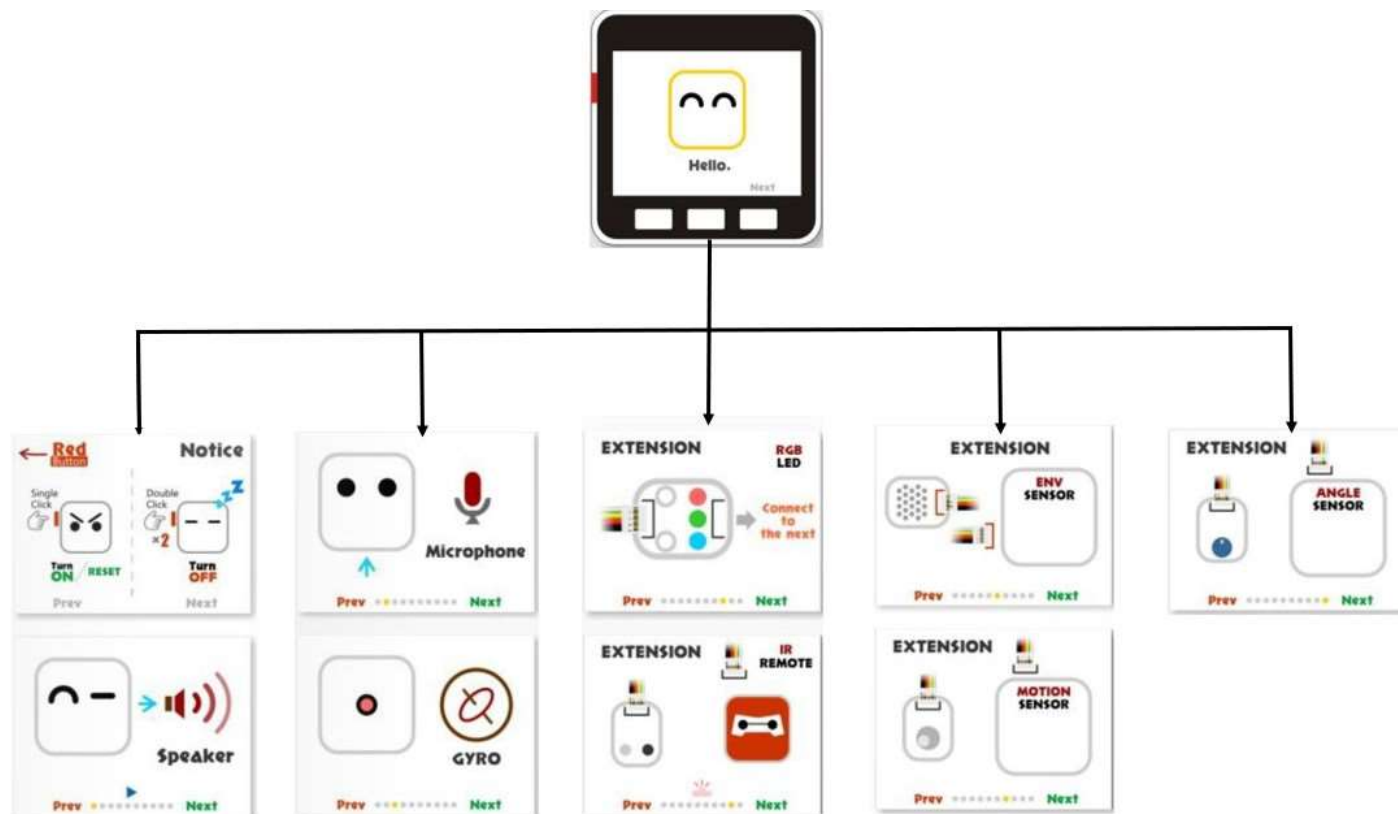 Hello.
Next
Red
Button
Notice
Single
Click
Double
Click
×2
zzZ
Turn
ON / RESET
Turn
OFF
Prev
Next
Microphone
Prev
Next
EXTENSION
RGB
LED
Connect
to
the next
Prev
Next
EXTENSION
ENV
SENSOR
Prev
Next
EXTENSION
ANGLE
SENSOR
Prev
Next
Speaker
Prev
Next
GYRO
Prev
Next
EXTENSION
IR
REMOTE
Prev
Next
EXTENSION
MOTION
SENSOR
Prev
Next